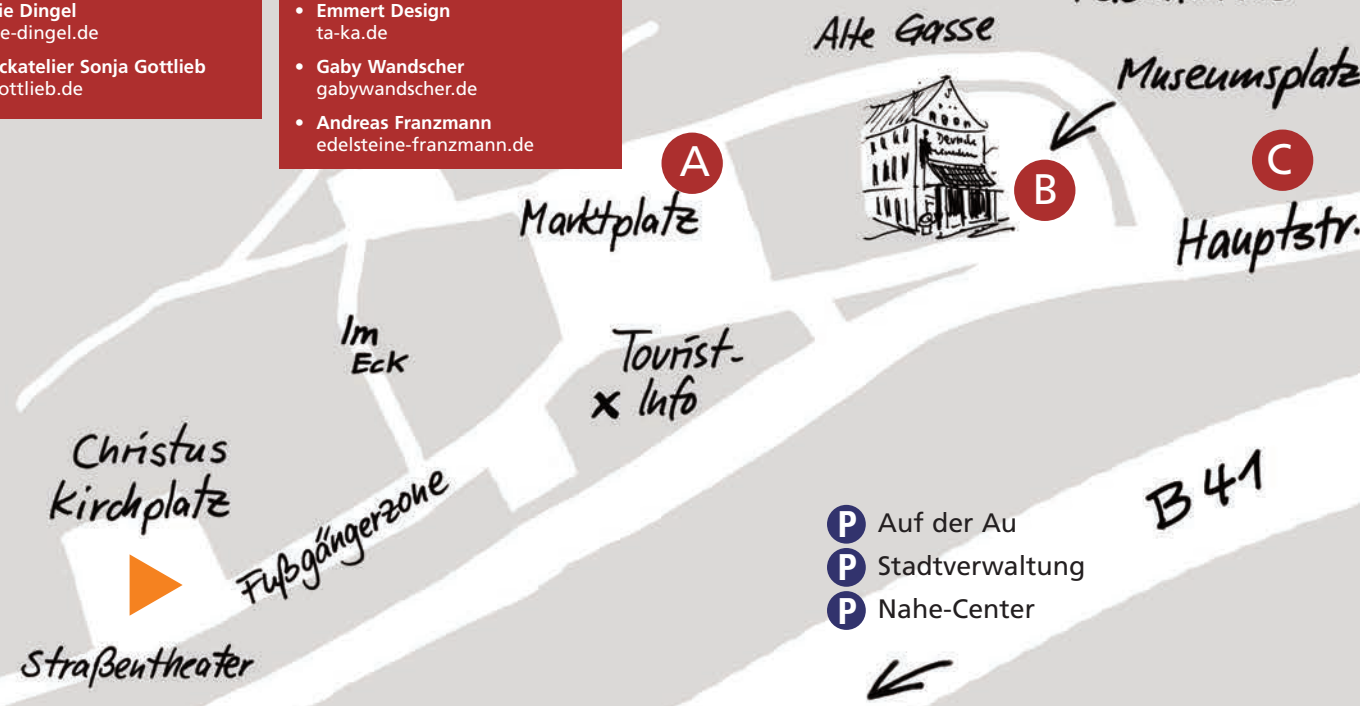 ie Dingel
e-dingel.de
ckatelier Sonja Gottlieb
ottlieb.de
• Emmert Design
ta-ka.de
• Gaby Wandscher
gabywandscher.de
• Andreas Franzmann
edelsteine-franzmann.de
Alte Gasse
Museumsplatz
A
B
C
Marktplatz
Hauptstr.
Im
Eck
Tourist-
x Info
Christus
Kirchplatz
Fußgängerzone
B 41
P Auf der Au
P Stadtverwaltung
P Nahe-Center
Straßentheater